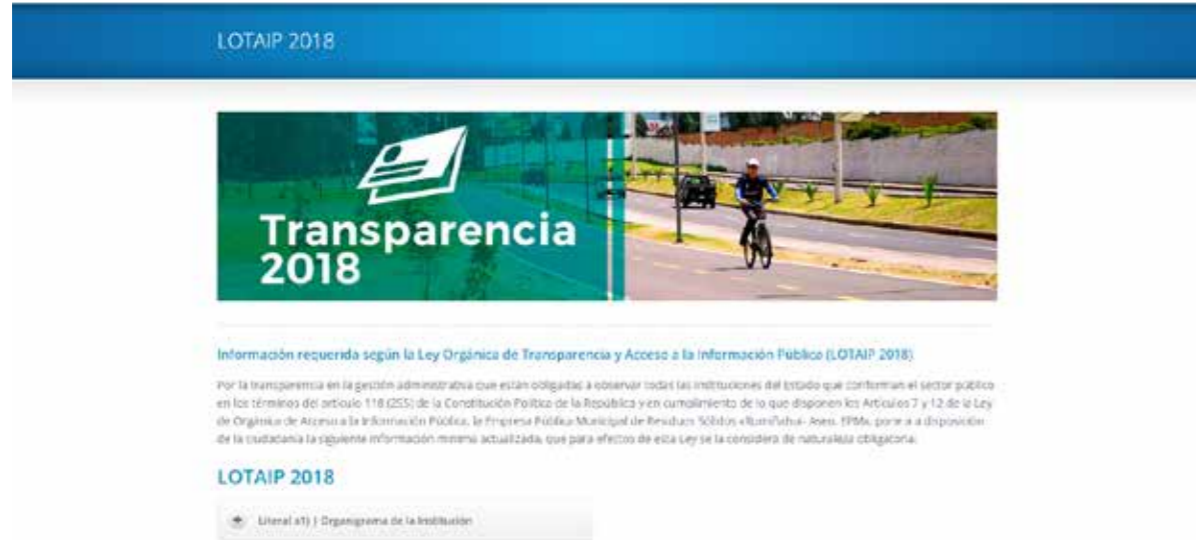 LOTAIP 2018
Transparencia
2018
Información requerida según la Ley Orgánica de Transparencia y Acceso a la Información Pública (LOTAIP 2018)
Por la transparencia en la gestión administrativa que están obligadas a observar todas las instituciones del Estado que conforman el sector público
en los términos del artículo 118 (255) de la Constitución Política de la República y en cumplimiento de lo que disponen los Artículos 7 y 12 de la Ley
de Orgánica de Acceso a la Información Pública, la Empresa Pública Municipal de Residuos Sólidos «Rumiñahui- Aseo, EPM», pone a a disposición
de la ciudadanía la siguiente información mínima actualizada, que para efectos de esta Ley se la considera de naturaleza obligatoria:
LOTAIP 2018
Literal a1) | Organigrama de la Institución